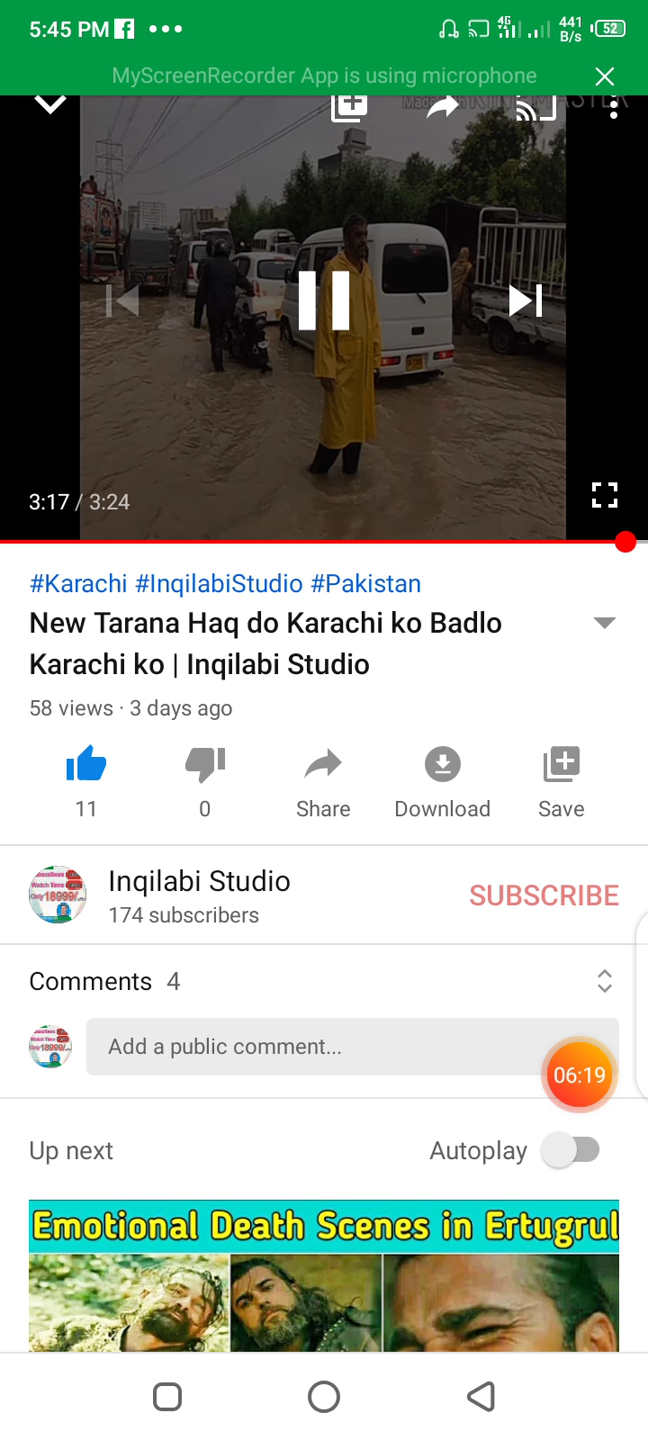 5:45 PM
4G
441
B/s
52
MyScreenRecorder App is using microphone
3:17 / 3:24
#Karachi #InqilabiStudio #Pakistan
New Tarana Haq do Karachi ko Badlo
Karachi ko | Inqilabi Studio
58 views · 3 days ago
11
0
Share
Download
Save
Inqilabi Studio
174 subscribers
SUBSCRIBE
Comments 4
Add a public comment...
06:19
Up next
Autoplay
Emotional Death Scenes in Ertugrul